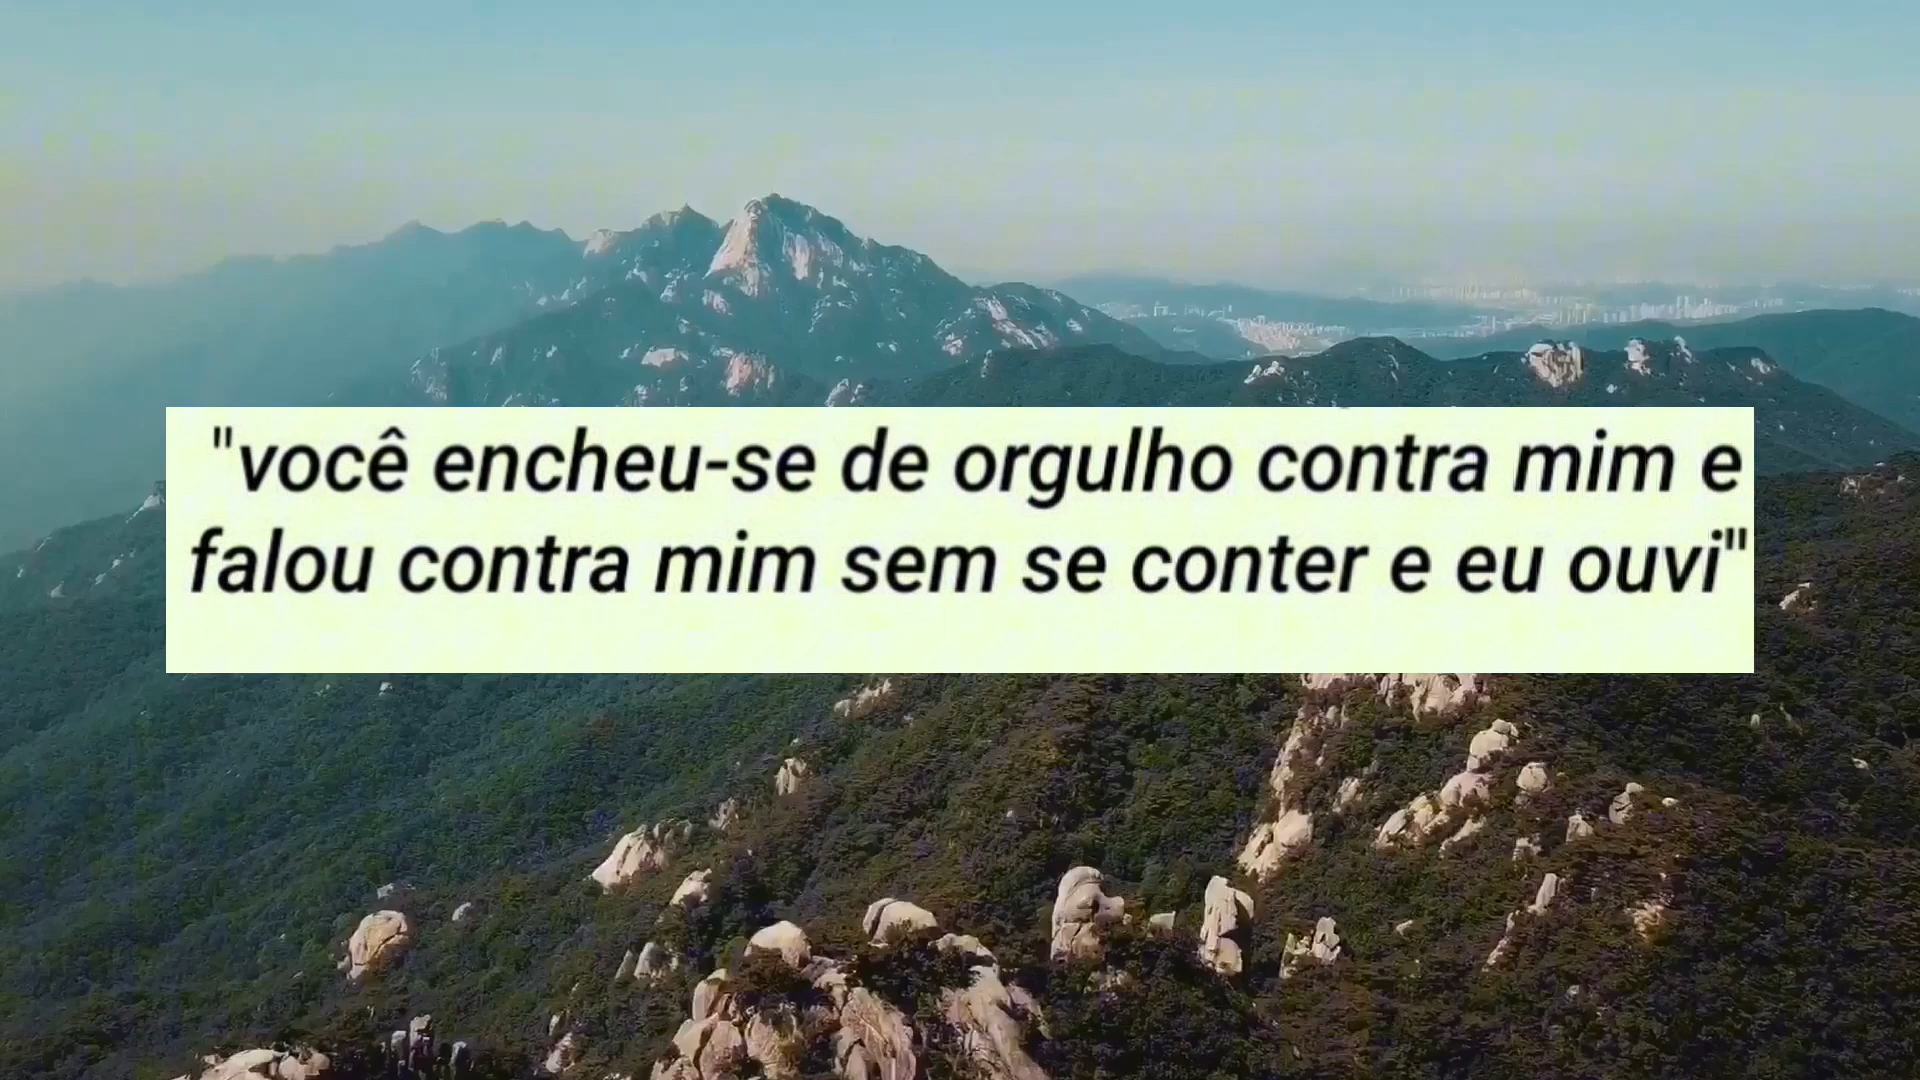 "você encheu-se de orgulho contra mim e
falou contra mim sem se conter e eu ouvi"